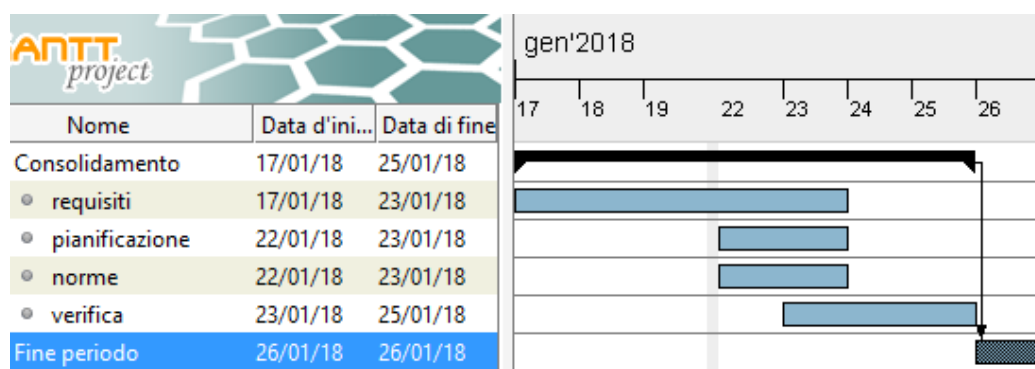 GANTT
project
gen'2018
17 18 19 22 23 24 25 26
Nome Data d'ini... Data di fine
Consolidamento 17/01/18 25/01/18
requisiti 17/01/18 23/01/18
pianificazione 22/01/18 23/01/18
norme 22/01/18 23/01/18
verifica 23/01/18 25/01/18
Fine periodo 26/01/18 26/01/18